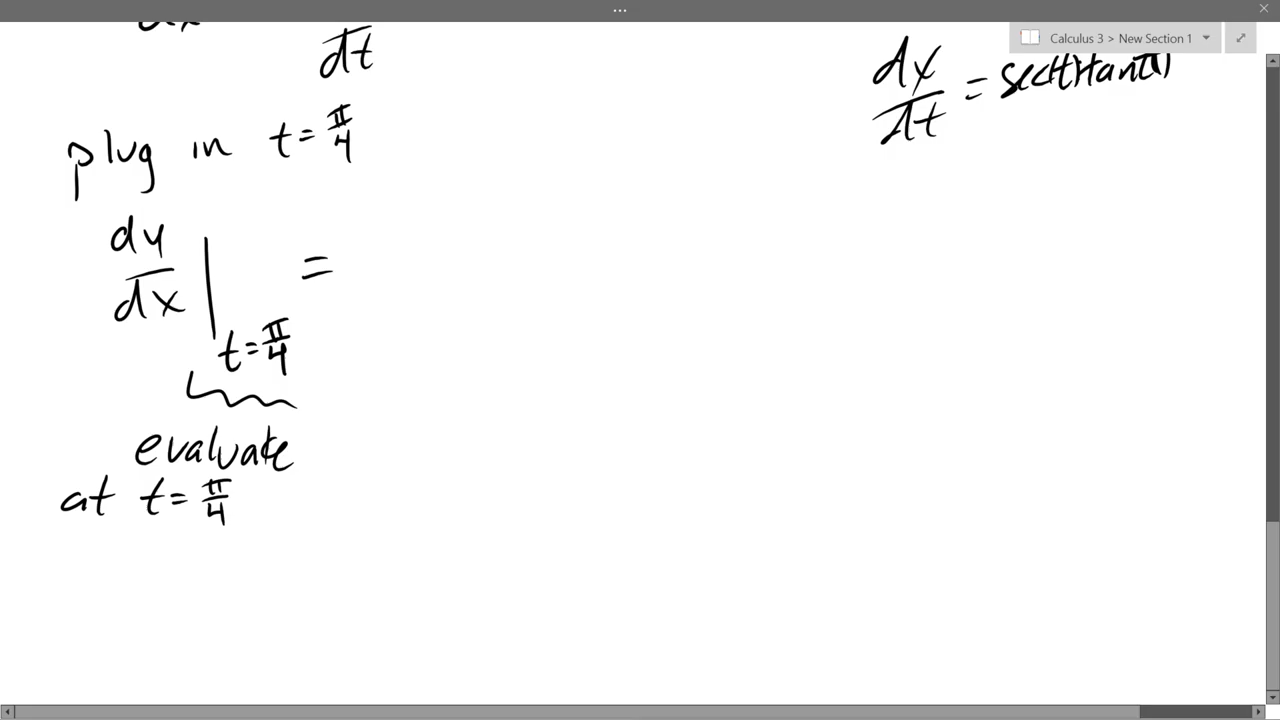 ...
Calculus 3 > New Section 1
dx
dt
dx/dt = sec(t)tan(t)
plug in t = π/4
dy/dx | t = π/4 =
evaluate
at t = π/4